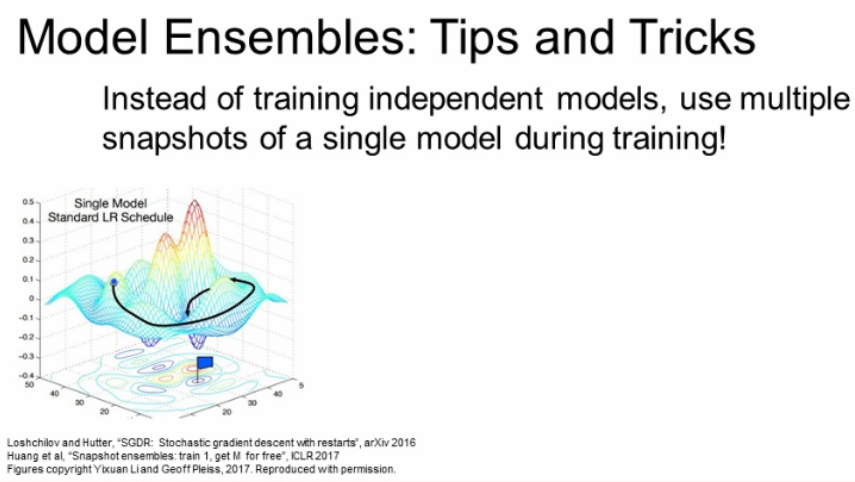 Model Ensembles: Tips and Tricks
Instead of training independent models, use multiple
snapshots of a single model during training!
Single Model
Standard LR Schedule
0.5
0.4
0.3
0.2
0.1
0
-0.1
-0.2
-0.3
-0.4
50
40
30
20
20
30
40
5
Loshchilov and Hutter, “SGDR: Stochastic gradient descent with restarts”, arXiv 2016
Huang et al, “Snapshot ensembles: train 1, get M for free”, ICLR 2017
Figures copyright Yixuan Li and Geoff Pleiss, 2017. Reproduced with permission.